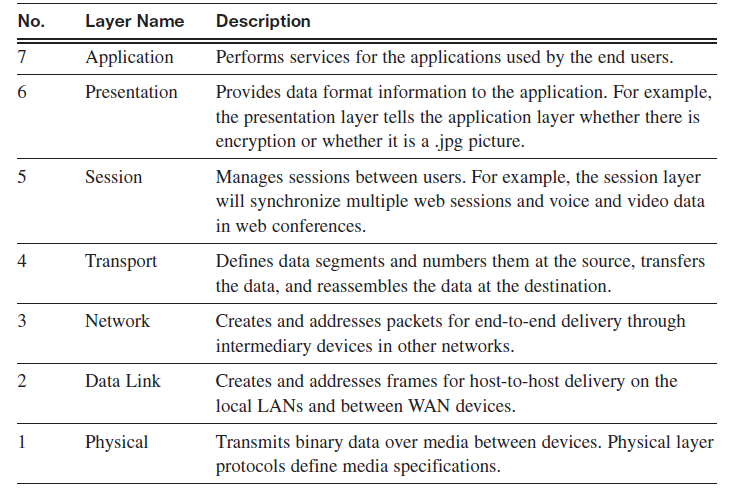 No. Layer Name Description
7 Application Performs services for the applications used by the end users.
6 Presentation Provides data format information to the application. For example,
the presentation layer tells the application layer whether there is
encryption or whether it is a .jpg picture.
5 Session Manages sessions between users. For example, the session layer
will synchronize multiple web sessions and voice and video data
in web conferences.
4 Transport Defines data segments and numbers them at the source, transfers
the data, and reassembles the data at the destination.
3 Network Creates and addresses packets for end-to-end delivery through
intermediary devices in other networks.
2 Data Link Creates and addresses frames for host-to-host delivery on the
local LANs and between WAN devices.
1 Physical Transmits binary data over media between devices. Physical layer
protocols define media specifications.